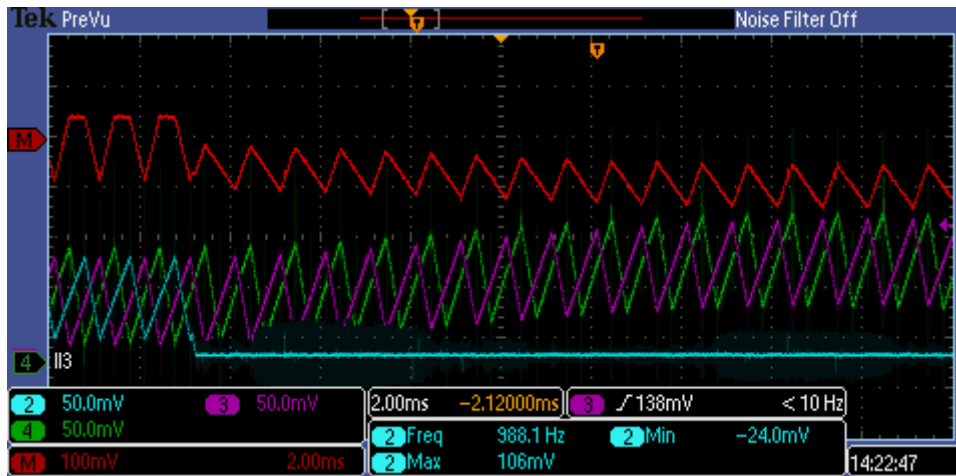 Tek PreVu Noise Filter Off
T
T
M
4 II3
2 50.0mV 3 50.0mV 2.00ms -2.12000ms 3 138mV < 10 Hz
4 50.0mV 2 Freq 988.1 Hz 2 Min -24.0mV
M 100mV 2.00ms 2 Max 106mV 14:22:47